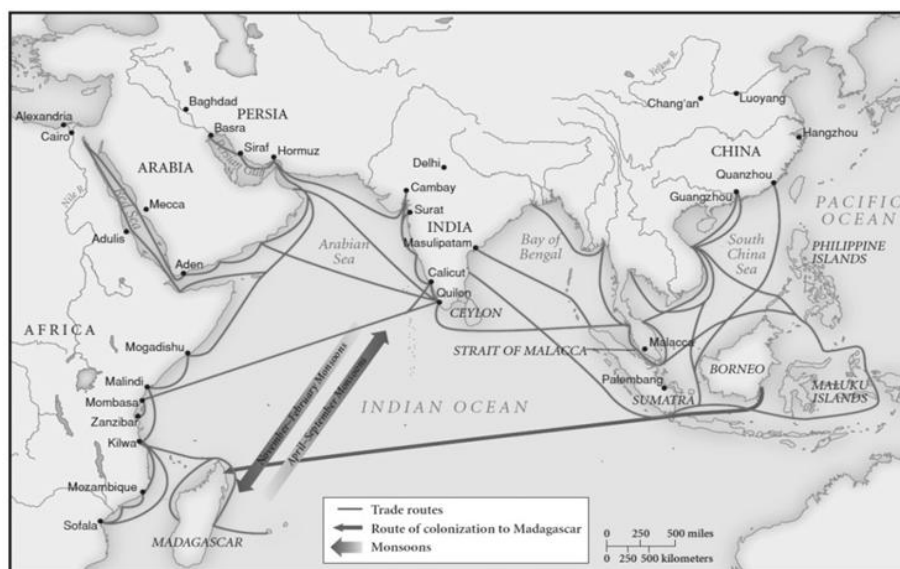 Yellow R.
Baghdad
PERSIA
Basra
Siraf
Hormuz
Persian Gulf
Alexandria
Cairo
ARABIA
Nile R.
Red Sea
Mecca
Adulis
Aden
Delhi
Cambay
Surat
INDIA
Masulipatam
Chang'an
Luoyang
CHINA
Hangzhou
Quanzhou
Guangzhou
PACIFIC
OCEAN
Arabian
Sea
Bay of
Bengal
South
China
Sea
PHILIPPINE
ISLANDS
Calicut
Quilon
CEYLON
AFRICA
Mogadishu
STRAIT OF MALACCA
Malacca
Malindi
Mombasa
Zanzibar
Kilwa
Palembang
SUMATRA
BORNEO
MALUKU
ISLANDS
November–February Monsoons
April–September Monsoons
INDIAN OCEAN
Mozambique
Sofala
MADAGASCAR
Trade routes
Route of colonization to Madagascar
Monsoons
0 250 500 miles
0 250 500 kilometers